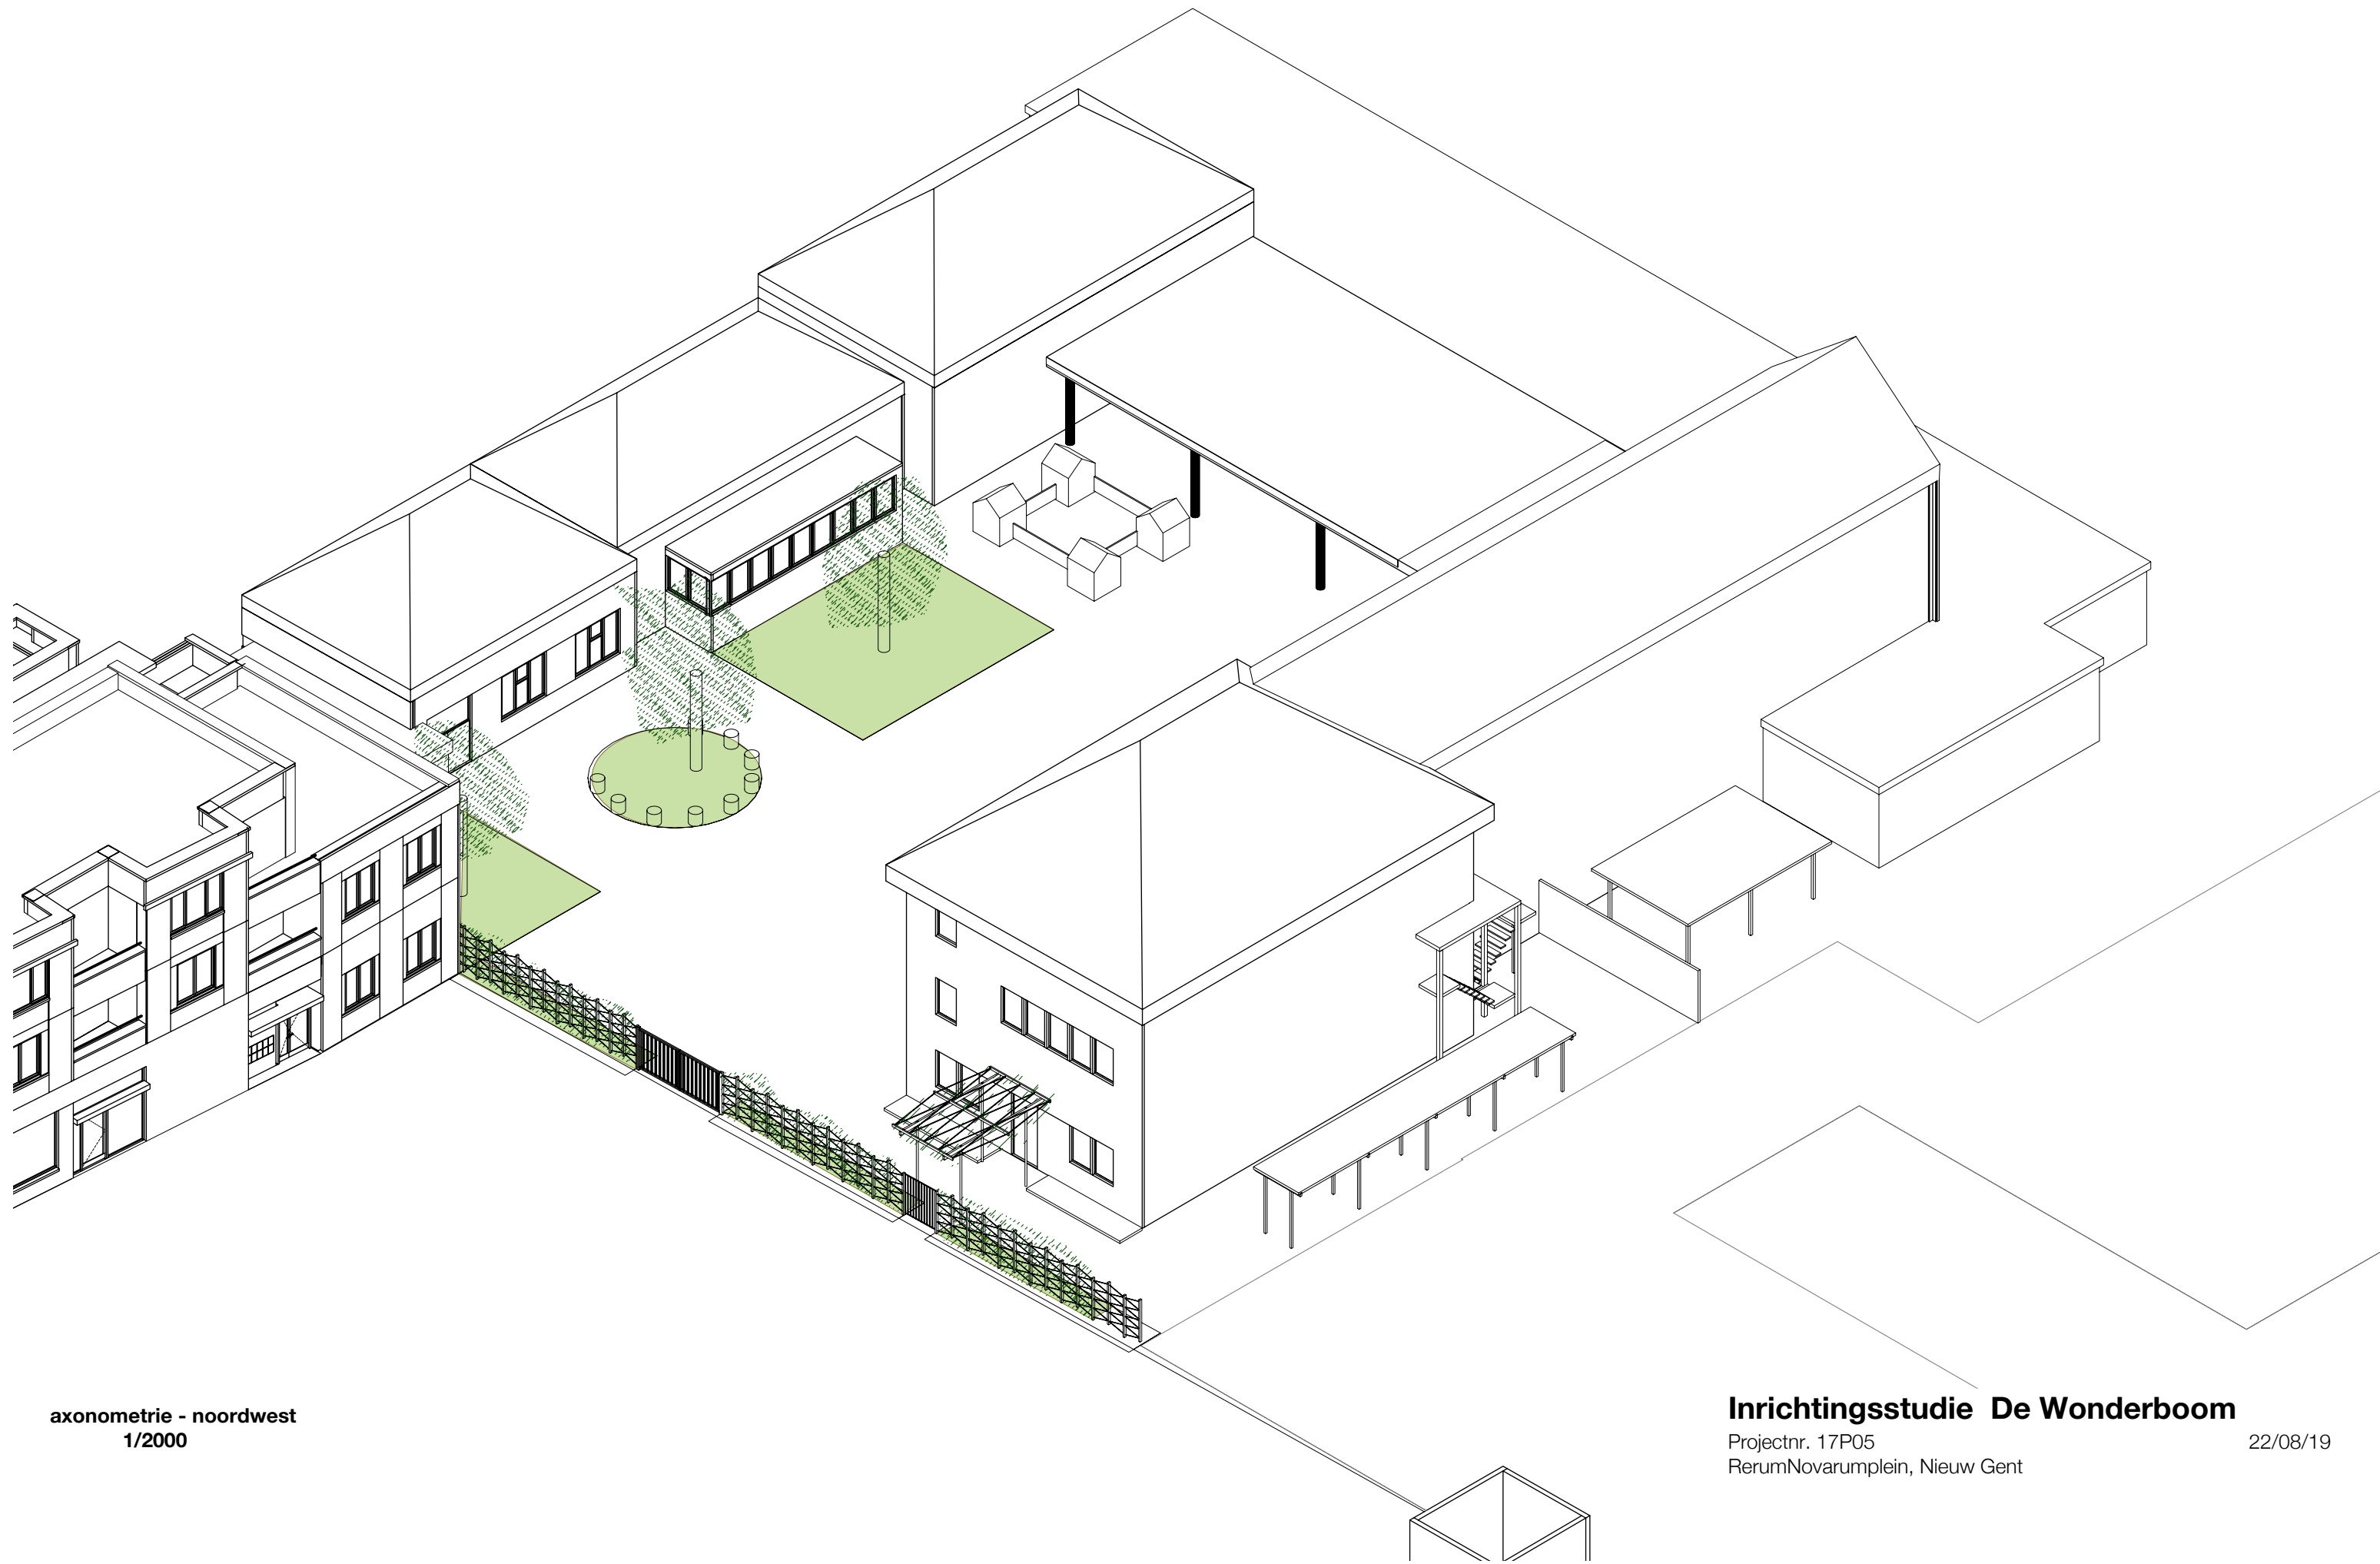 axonometrie - noordwest
1/2000
Inrichtingsstudie De Wonderboom
Projectnr. 17P05
22/08/19
RerumNovarumplein, Nieuw Gent